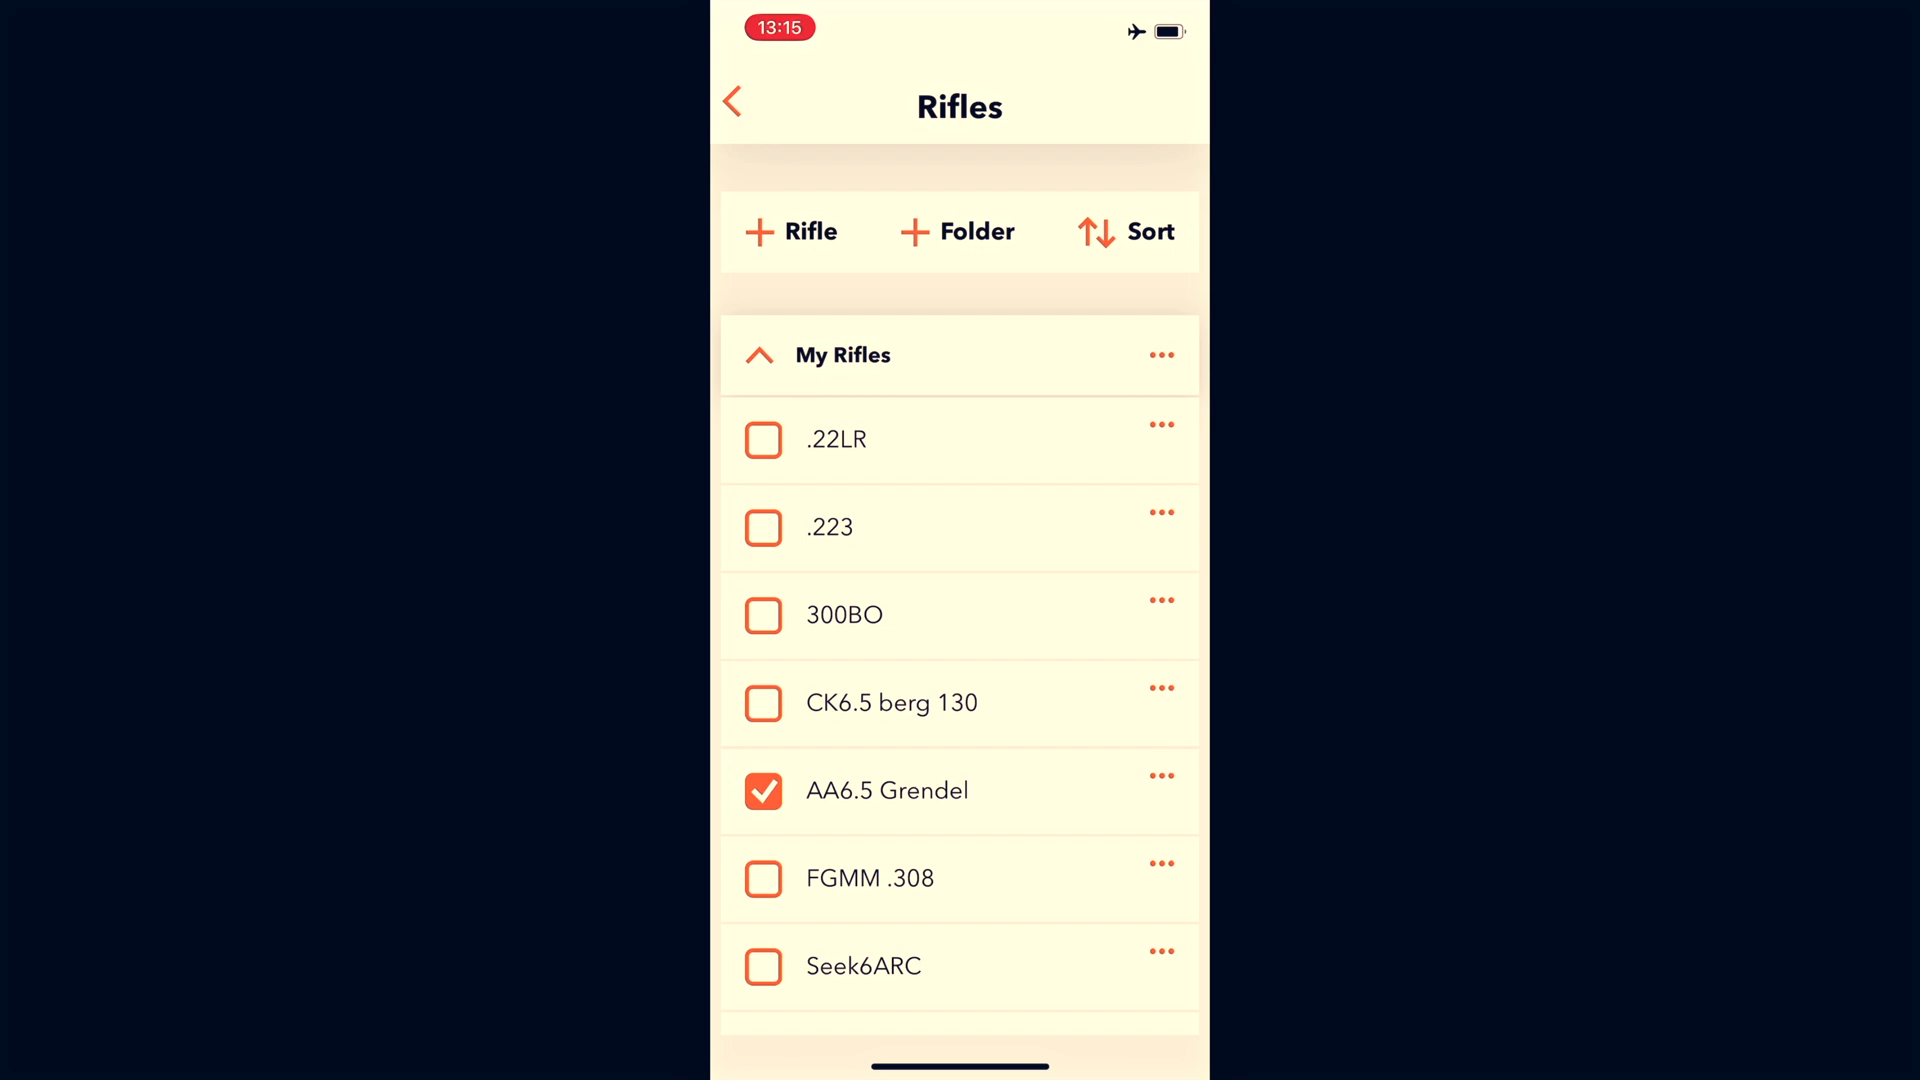 13:15
Rifles
Rifle
Folder
Sort
My Rifles
.22LR
.223
300BO
CK6.5 berg 130
AA6.5 Grendel
FGMM .308
Seek6ARC